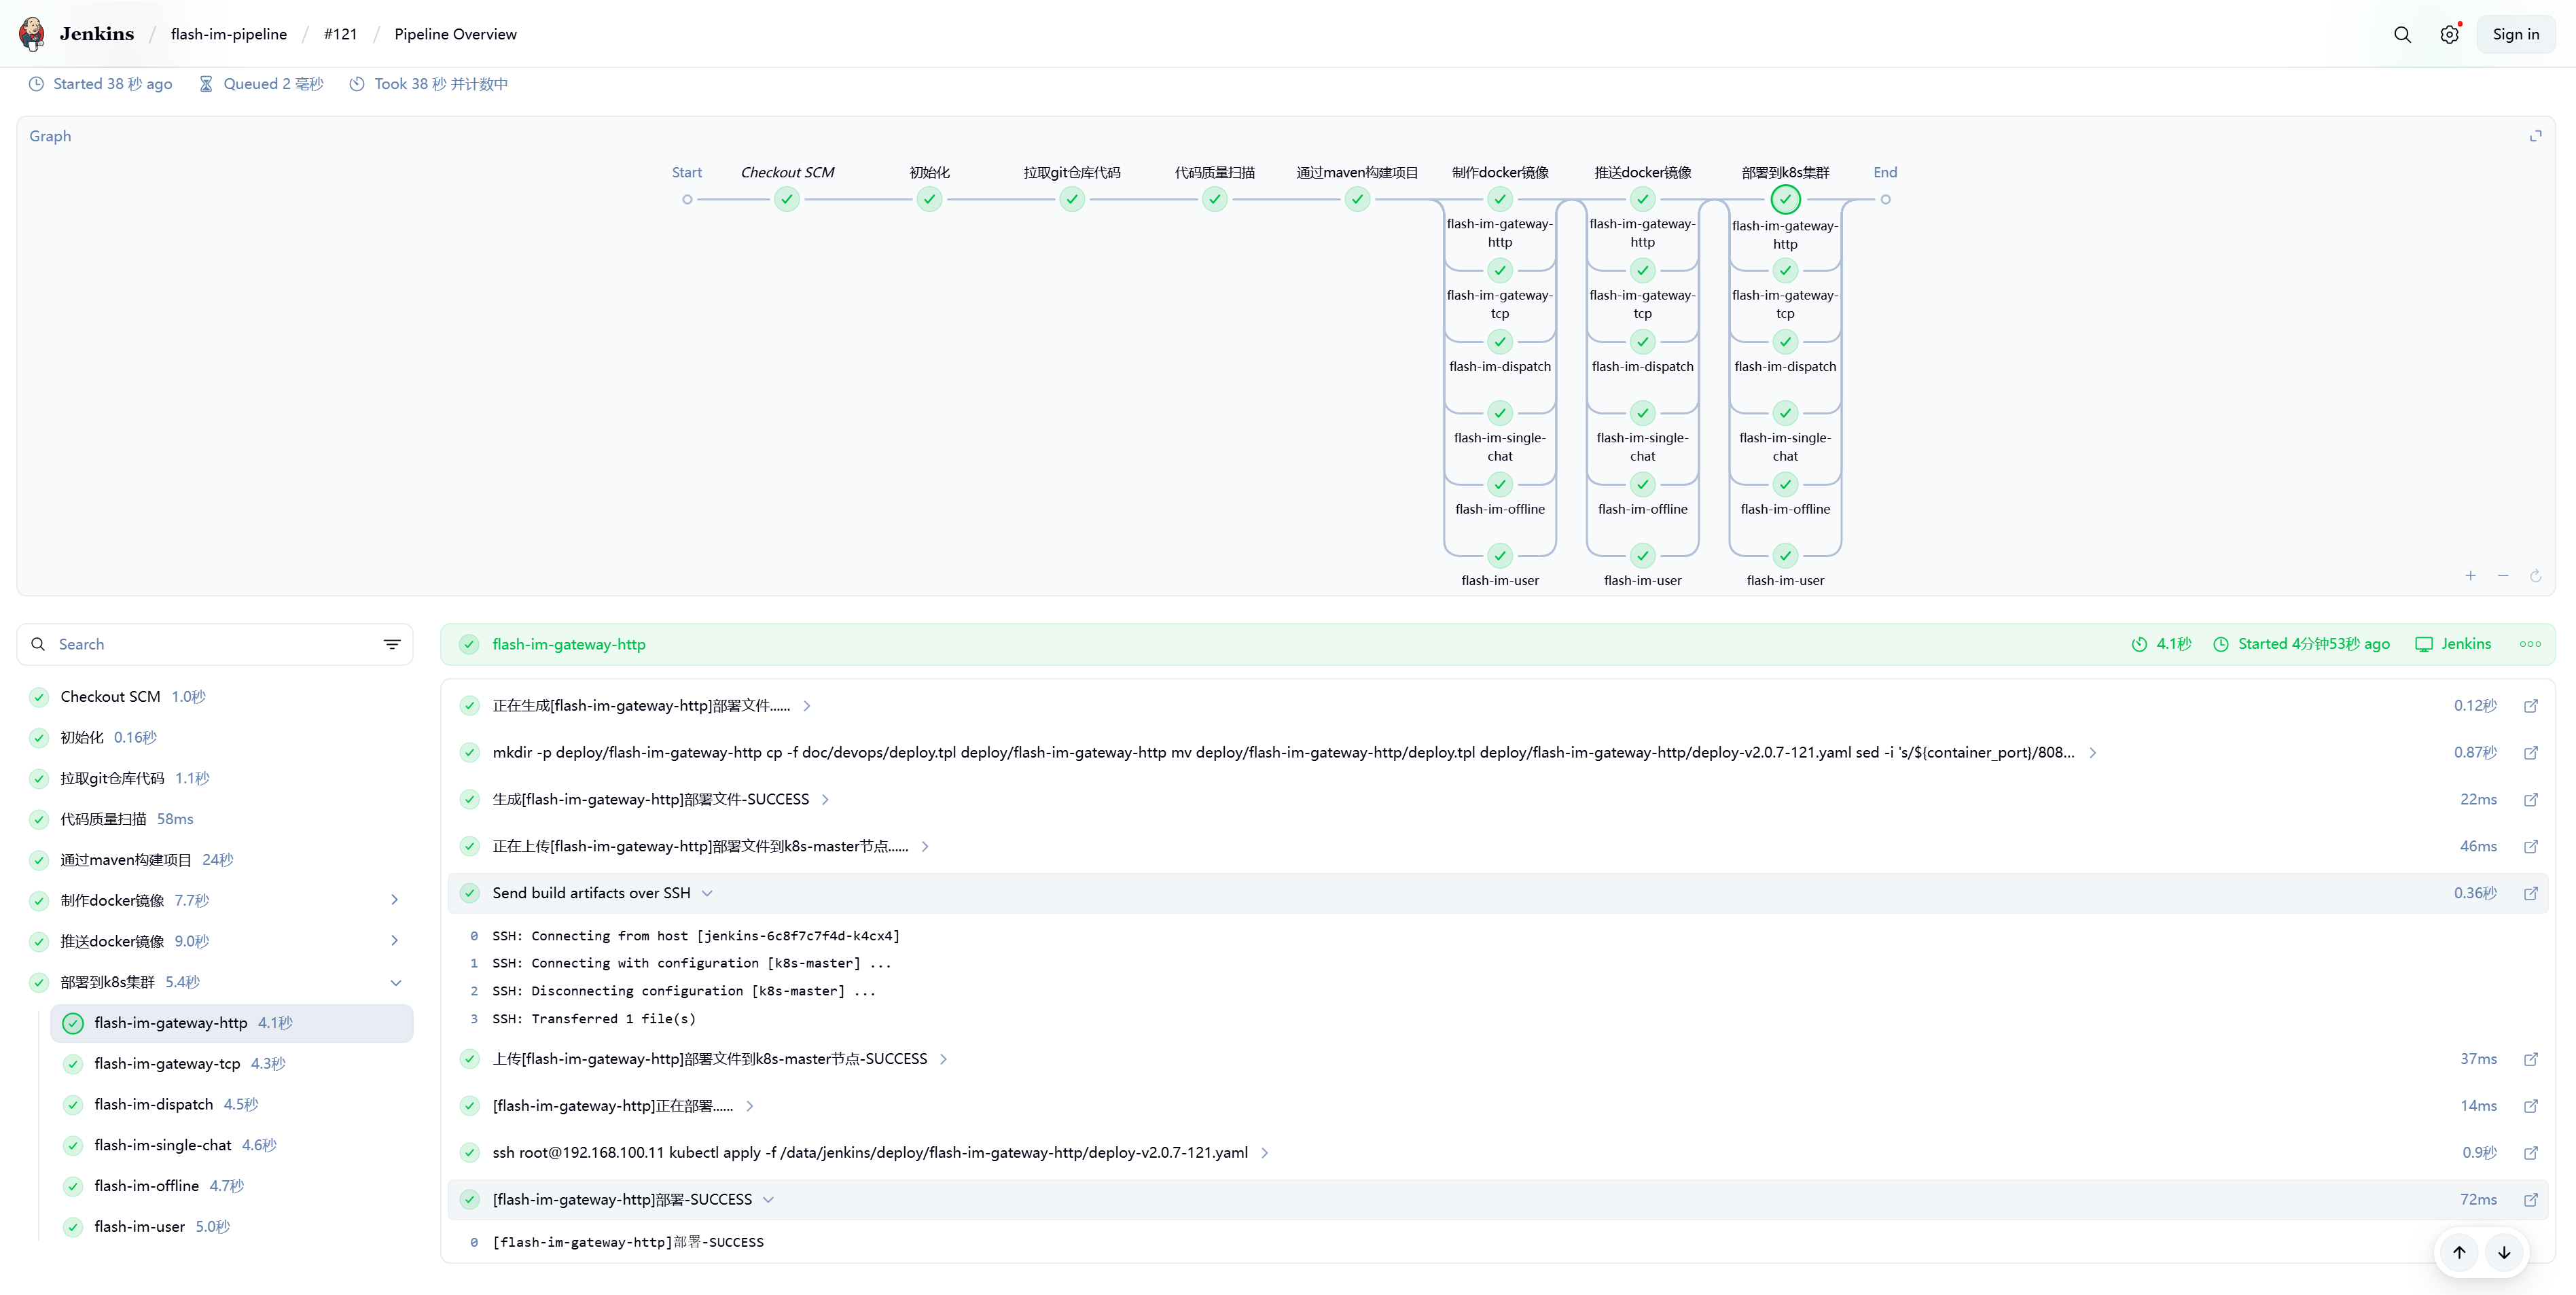 Jenkins / flash-im-pipeline / #121 / Pipeline Overview
Sign in
Started 38 秒 ago Queued 2 毫秒 Took 38 秒 并计数中
Graph
Start Checkout SCM 初始化 拉取git仓库代码 代码质量扫描 通过maven构建项目 制作docker镜像 推送docker镜像 部署到k8s集群 End
flash-im-gateway- flash-im-gateway- flash-im-gateway-
http http http
flash-im-gateway- flash-im-gateway- flash-im-gateway-
tcp tcp tcp
flash-im-dispatch flash-im-dispatch flash-im-dispatch
flash-im-single- flash-im-single- flash-im-single-
chat chat chat
flash-im-offline flash-im-offline flash-im-offline
flash-im-user flash-im-user flash-im-user
Search
Checkout SCM 1.0秒
初始化 0.16秒
拉取git仓库代码 1.1秒
代码质量扫描 58ms
通过maven构建项目 24秒
制作docker镜像 7.7秒
推送docker镜像 9.0秒
部署到k8s集群 5.4秒
flash-im-gateway-http 4.1秒
flash-im-gateway-tcp 4.3秒
flash-im-dispatch 4.5秒
flash-im-single-chat 4.6秒
flash-im-offline 4.7秒
flash-im-user 5.0秒
flash-im-gateway-http 4.1秒 Started 4分钟53秒 ago Jenkins
正在生成[flash-im-gateway-http]部署文件...... 0.12秒
mkdir -p deploy/flash-im-gateway-http cp -f doc/devops/deploy.tpl deploy/flash-im-gateway-http mv deploy/flash-im-gateway-http/deploy.tpl deploy/flash-im-gateway-http/deploy-v2.0.7-121.yaml sed -i 's/${container_port}/808... 0.87秒
生成[flash-im-gateway-http]部署文件-SUCCESS 22ms
正在上传[flash-im-gateway-http]部署文件到k8s-master节点...... 46ms
Send build artifacts over SSH 0.36秒
0 SSH: Connecting from host [jenkins-6c8f7c7f4d-k4cx4]
1 SSH: Connecting with configuration [k8s-master] ...
2 SSH: Disconnecting configuration [k8s-master] ...
3 SSH: Transferred 1 file(s)
上传[flash-im-gateway-http]部署文件到k8s-master节点-SUCCESS 37ms
[flash-im-gateway-http]正在部署...... 14ms
ssh root@192.168.100.11 kubectl apply -f /data/jenkins/deploy/flash-im-gateway-http/deploy-v2.0.7-121.yaml 0.9秒
[flash-im-gateway-http]部署-SUCCESS 72ms
0 [flash-im-gateway-http]部署-SUCCESS